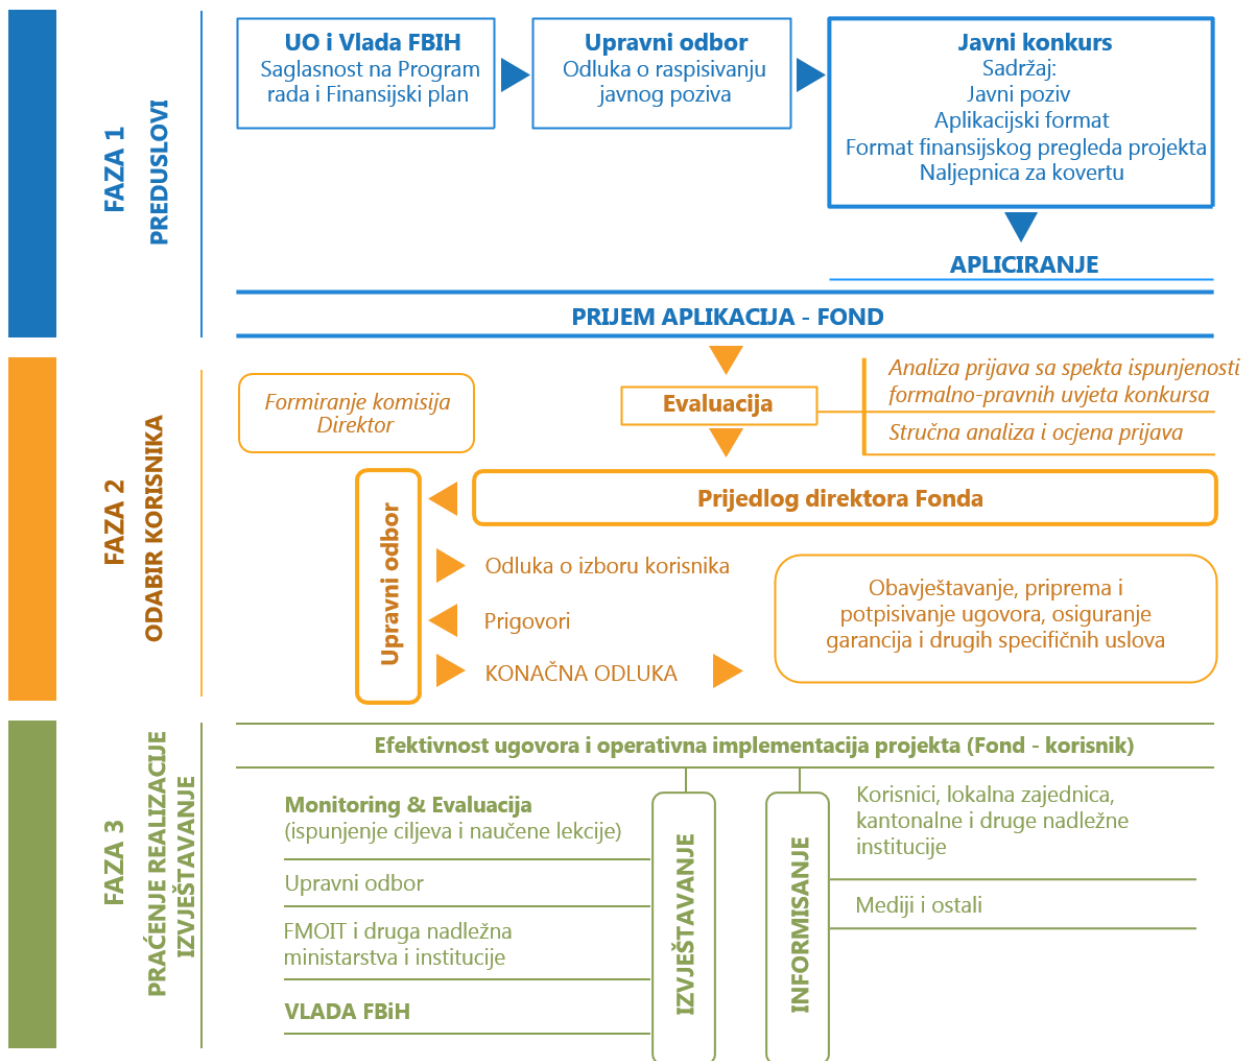 FAZA 1
PREDUSLOVI
UO i Vlada FBIH
Saglasnost na Program
rada i Finansijski plan
Upravni odbor
Odluka o raspisivanju
javnog poziva
Javni konkurs
Sadržaj:
Javni poziv
Aplikacijski format
Format finansijskog pregleda projekta
Naljepnica za kovertu
APLICIRANJE
PRIJEM APLIKACIJA - FOND
FAZA 2
ODABIR KORISNIKA
Formiranje komisija
Direktor
Evaluacija
Analiza prijava sa spekta ispunjenosti
formalno-pravnih uvjeta konkursa
Stručna analiza i ocjena prijava
Prijedlog direktora Fonda
Upravni odbor
Odluka o izboru korisnika
Prigovori
KONAČNA ODLUKA
Obavještavanje, priprema i
potpisivanje ugovora, osiguranje
garancija i drugih specifičnih uslova
FAZA 3
PRAĆENJE REALIZACIJE
IZVJEŠTAVANJE
Efektivnost ugovora i operativna implementacija projekta (Fond - korisnik)
Monitoring & Evaluacija
(ispunjenje ciljeva i naučene lekcije)
Upravni odbor
FMOIT i druga nadležna
ministarstva i institucije
VLADA FBiH
IZVJEŠTAVANJE
INFORMISANJE
Korisnici, lokalna zajednica,
kantonalne i druge nadležne
institucije
Mediji i ostali